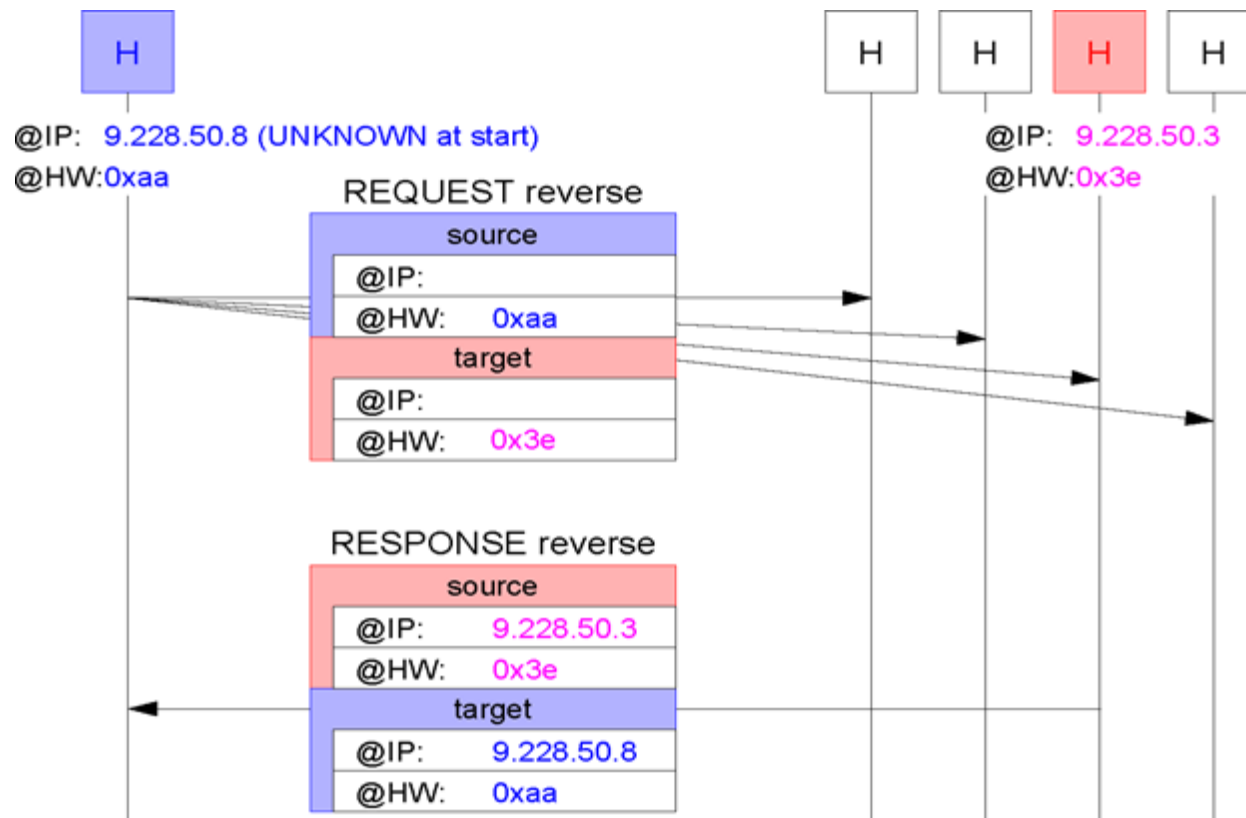 H
H
H
H
H
@IP: 9.228.50.8 (UNKNOWN at start)
@HW:0xaa
@IP: 9.228.50.3
@HW:0x3e
REQUEST reverse
source
@IP:
@HW: 0xaa
target
@IP:
@HW: 0x3e
RESPONSE reverse
source
@IP: 9.228.50.3
@HW: 0x3e
target
@IP: 9.228.50.8
@HW: 0xaa